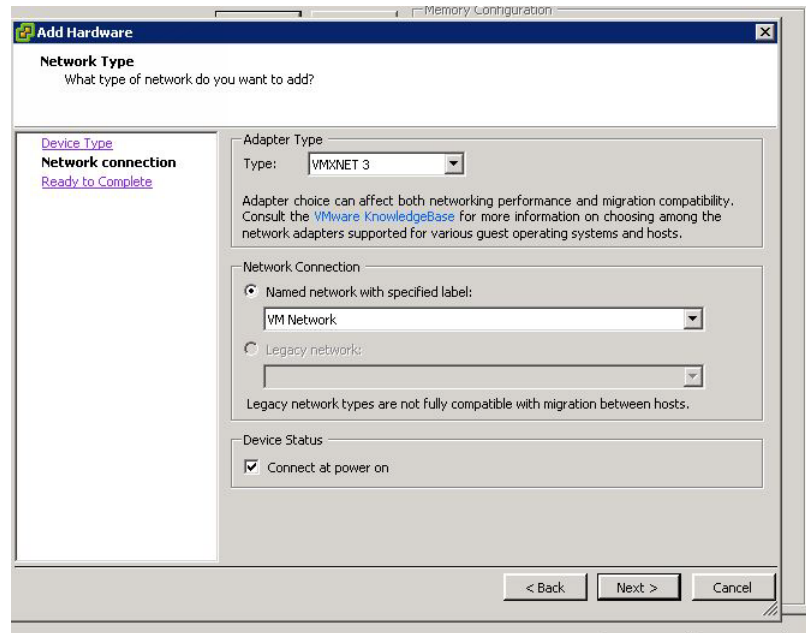 Memory Configuration
Add Hardware
Network Type
What type of network do you want to add?
Device Type
Network connection
Ready to Complete
Adapter Type
Type: VMXNET 3
Adapter choice can affect both networking performance and migration compatibility.
Consult the VMware KnowledgeBase for more information on choosing among the
network adapters supported for various guest operating systems and hosts.
Network Connection
Named network with specified label:
VM Network
Legacy network:
Legacy network types are not fully compatible with migration between hosts.
Device Status
Connect at power on
< Back Next > Cancel